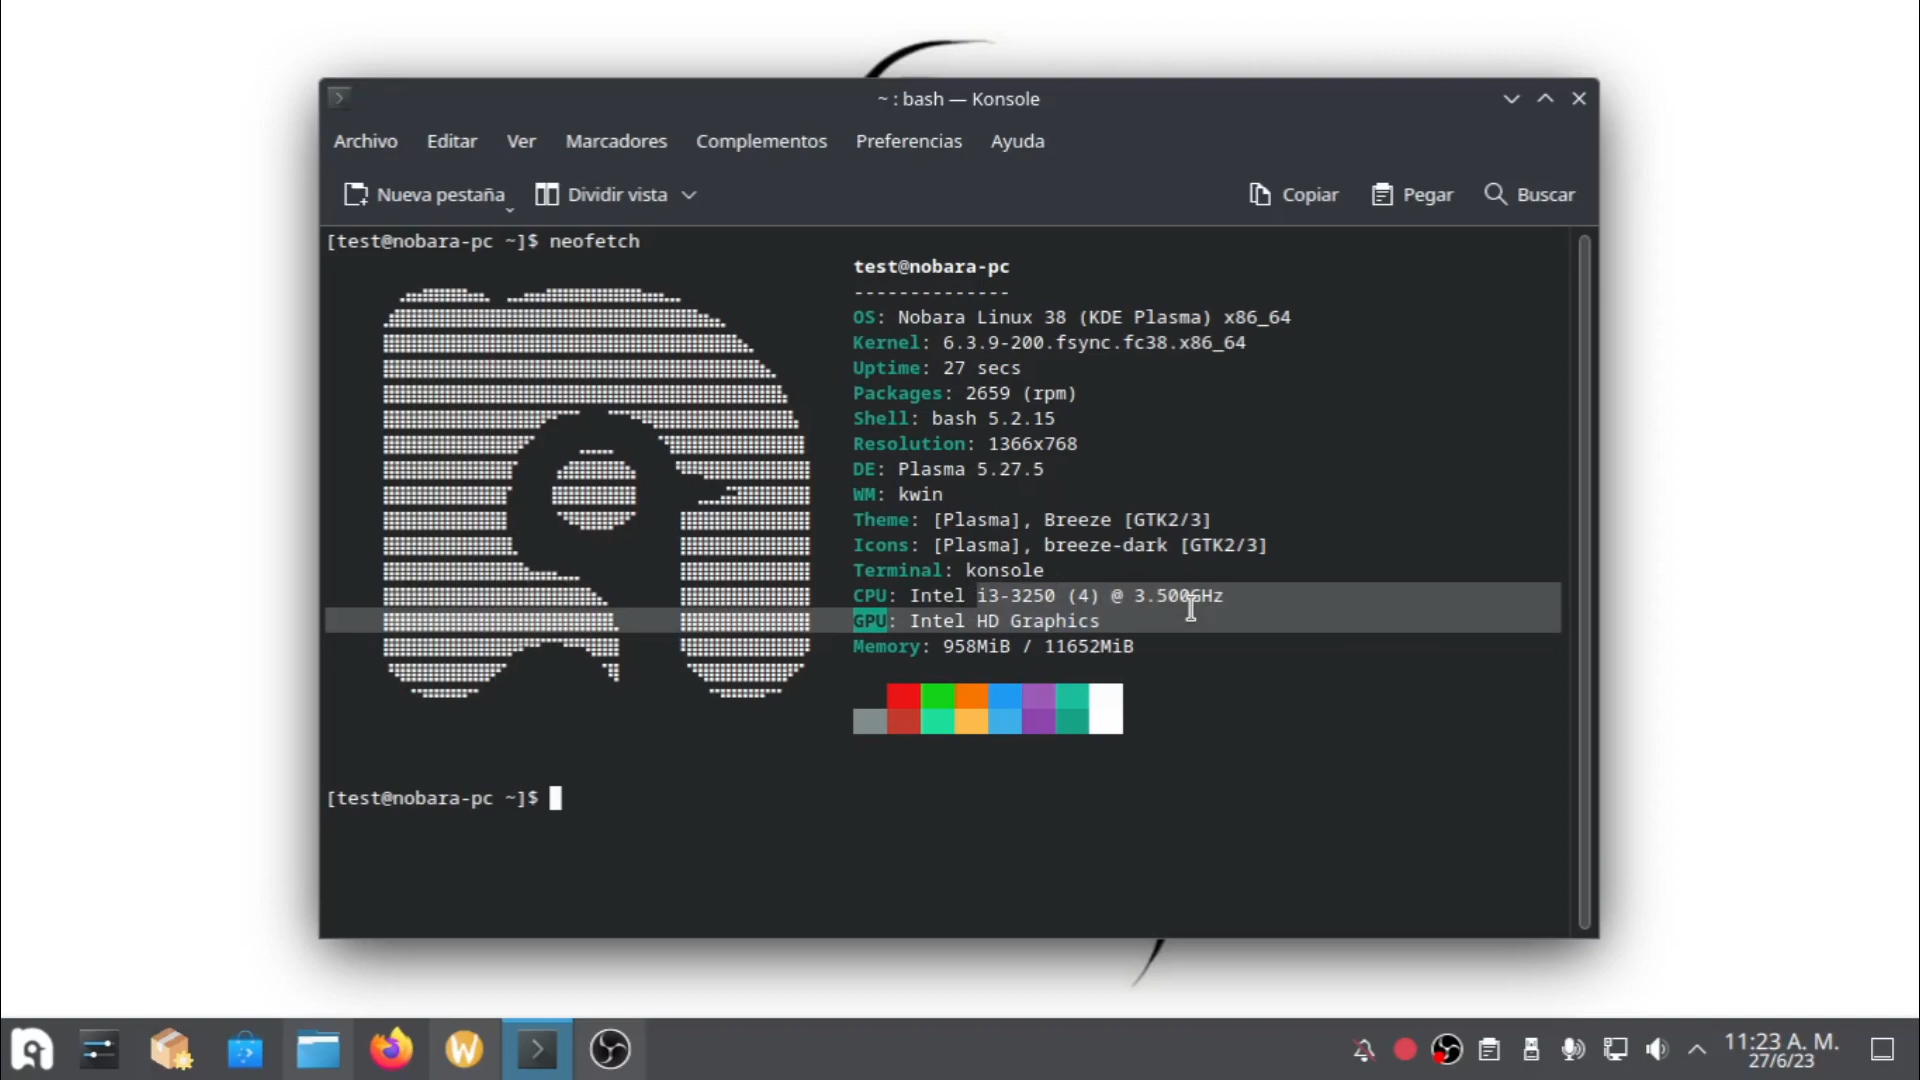 ~ : bash — Konsole
Archivo Editar Ver Marcadores Complementos Preferencias Ayuda
Nueva pestaña Dividir vista Copiar Pegar Buscar
[test@nobara-pc ~]$ neofetch
test@nobara-pc
--------------
OS: Nobara Linux 38 (KDE Plasma) x86_64
Kernel: 6.3.9-200.fsync.fc38.x86_64
Uptime: 27 secs
Packages: 2659 (rpm)
Shell: bash 5.2.15
Resolution: 1366x768
DE: Plasma 5.27.5
WM: kwin
Theme: [Plasma], Breeze [GTK2/3]
Icons: [Plasma], breeze-dark [GTK2/3]
Terminal: konsole
CPU: Intel i3-3250 (4) @ 3.500GHz
GPU: Intel HD Graphics
Memory: 958MiB / 11652MiB
[test@nobara-pc ~]$
11:23 A. M.
27/6/23